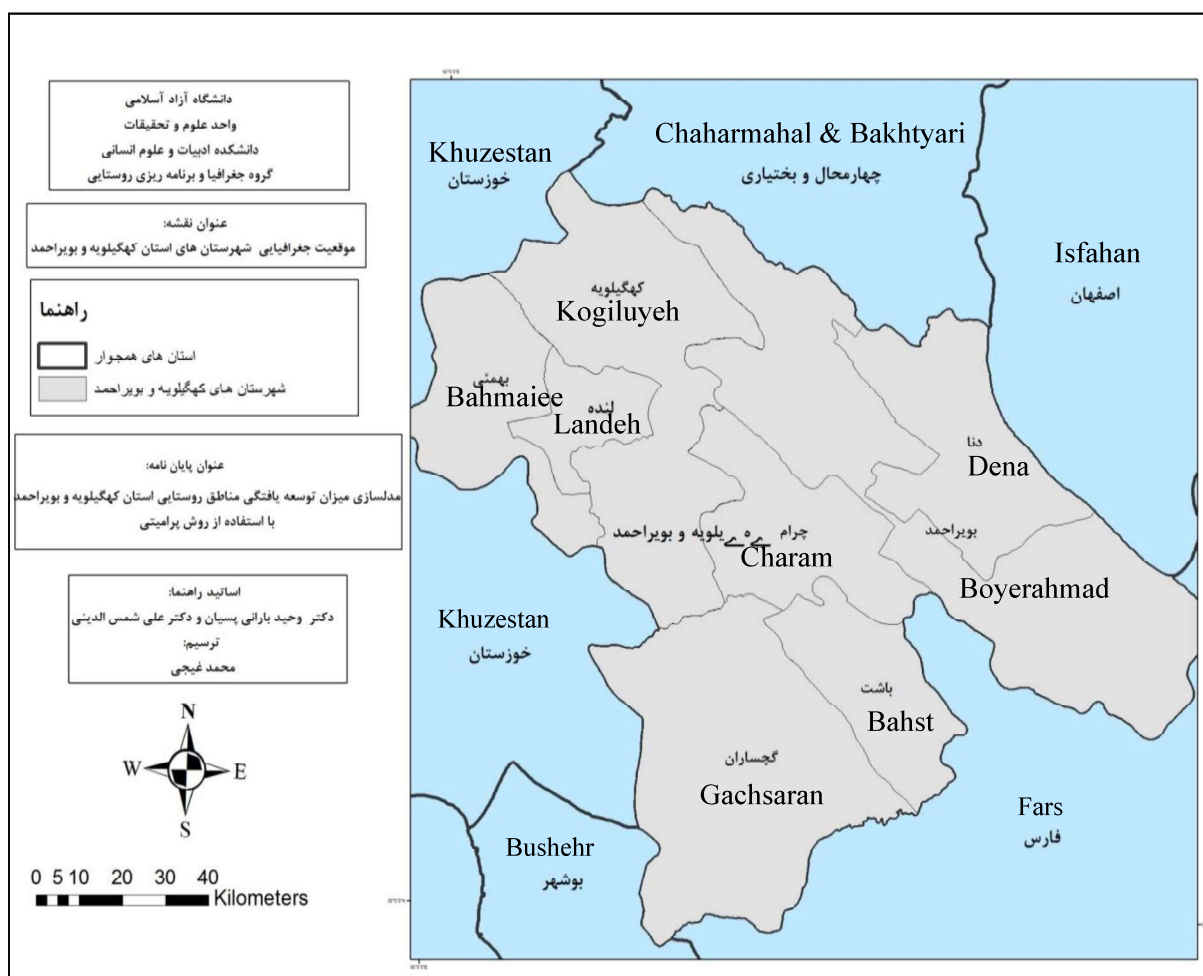 دانشگاه آزاد آسلامی
واحد علوم و تحقیقات
دانشکده ادبیات و علوم انسانی
گروه جغرافیا و برنامه ریزی روستایی
عنوان نقشه:
موقعیت جغرافیایی شهرستان های استان کهگیلویه و بویراحمد
راهنما
استان های همجوار
شهرستان های کهگیلویه و بویراحمد
عنوان پایان نامه:
مدلسازی میزان توسعه یافتگی مناطق روستایی استان کهگیلویه و بویراحمد
با استفاده از روش پرامیتی
اساتید راهنما:
دکتر وحید بارانی پسیان و دکتر علی شمس الدینی
ترسیم:
محمد غیجی
N
W E
S
0 5 10 20 30 40
Kilometers
Chaharmahal & Bakhtyari
چهارمحال و بختیاری
Khuzestan
خوزستان
Isfahan
اصفهان
کهگیلویه
Kogiluyeh
بهمئی
Bahmaiee
لنده
Landeh
دنا
Dena
بویراحمد
Boyerahmad
چرام
یلویه و بویراحمد
Charam
Khuzestan
خوزستان
باشت
Bahst
گچساران
Gachsaran
Fars
فارس
Bushehr
بوشهر